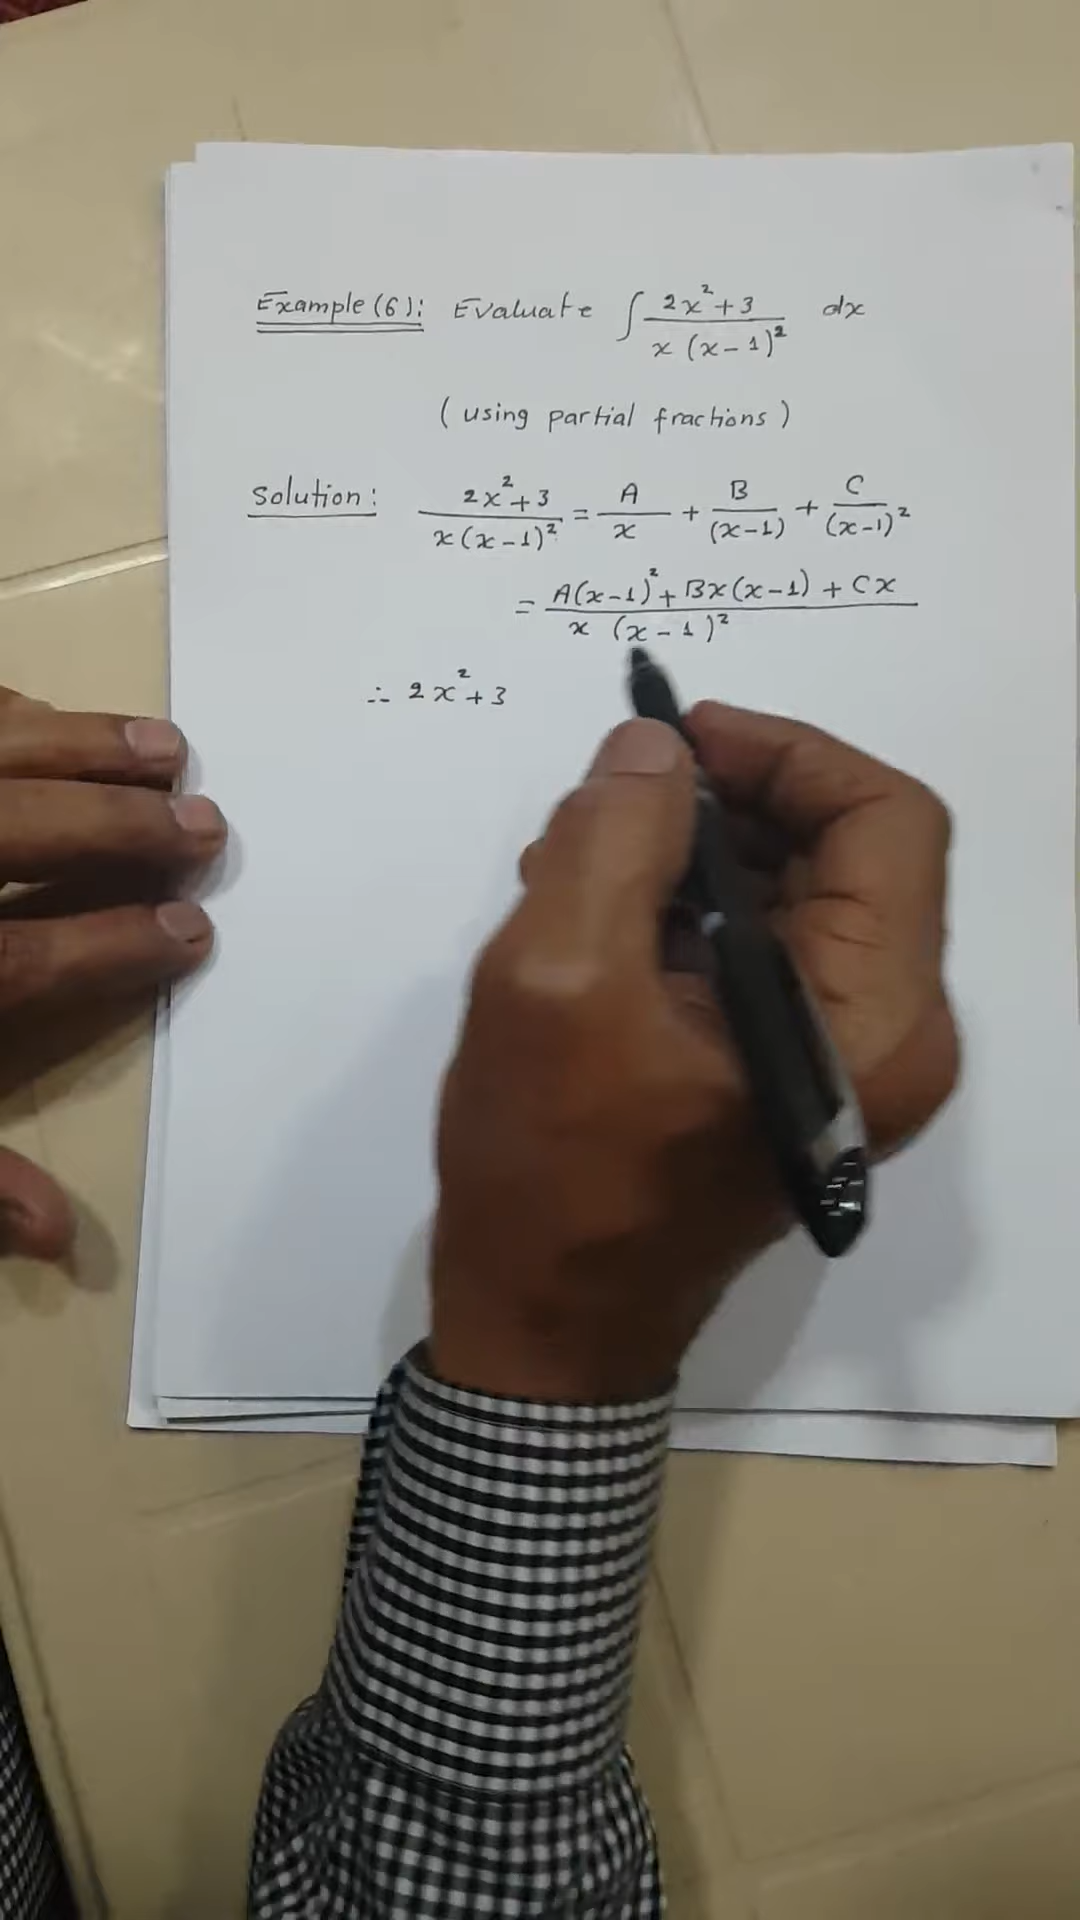 Example (6): Evaluate ∫ (2x²+3)/(x(x-1)²) dx
(using partial fractions)
Solution: (2x²+3)/(x(x-1)²) = A/x + B/(x-1) + C/(x-1)²
= (A(x-1)²+Bx(x-1)+Cx)/(x(x-1)²)
∴ 2x²+3